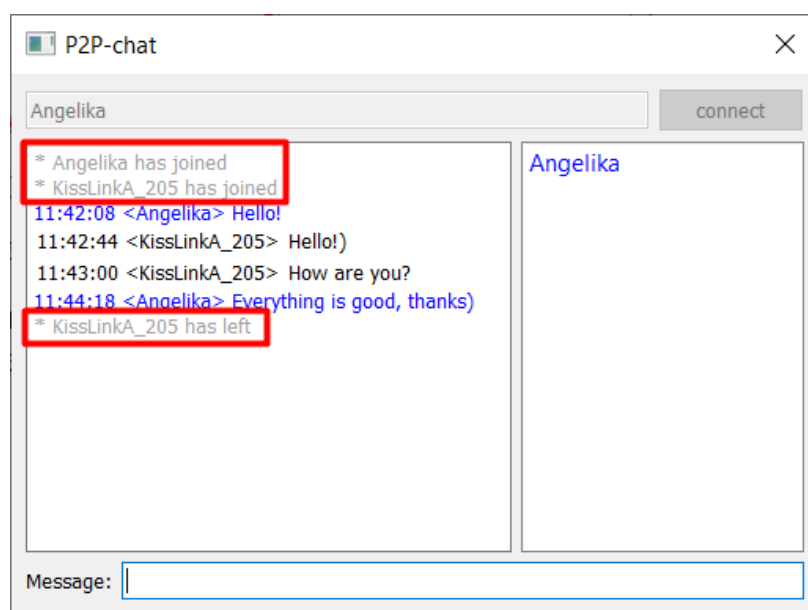 P2P-chat
Angelika
connect
* Angelika has joined
* KissLinkA_205 has joined
11:42:08 <Angelika> Hello!
11:42:44 <KissLinkA_205> Hello!)
11:43:00 <KissLinkA_205> How are you?
11:44:18 <Angelika> Everything is good, thanks)
* KissLinkA_205 has left
Angelika
Message: